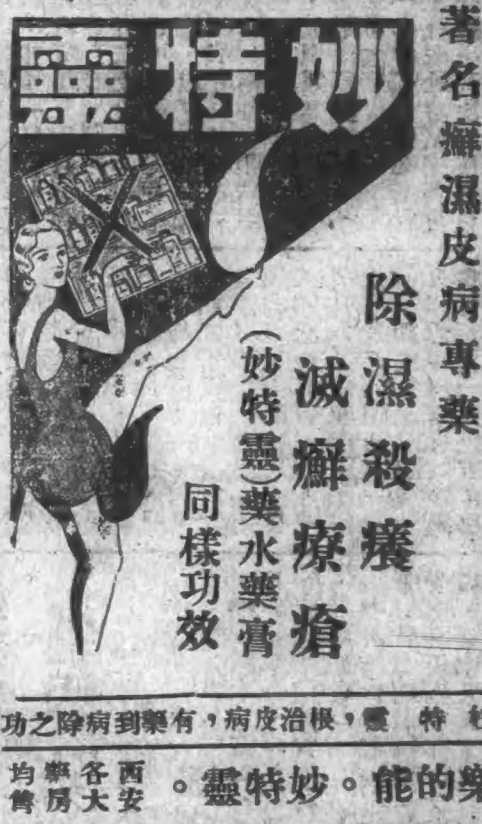 著名癬濕皮病專藥
妙特靈
除濕殺癢
滅癬療瘡
(妙特靈)藥水藥膏
同樣功效
妙特靈,根治皮病,有藥到病除之功
樂的能。妙特靈。
西安
各大
藥房
均售